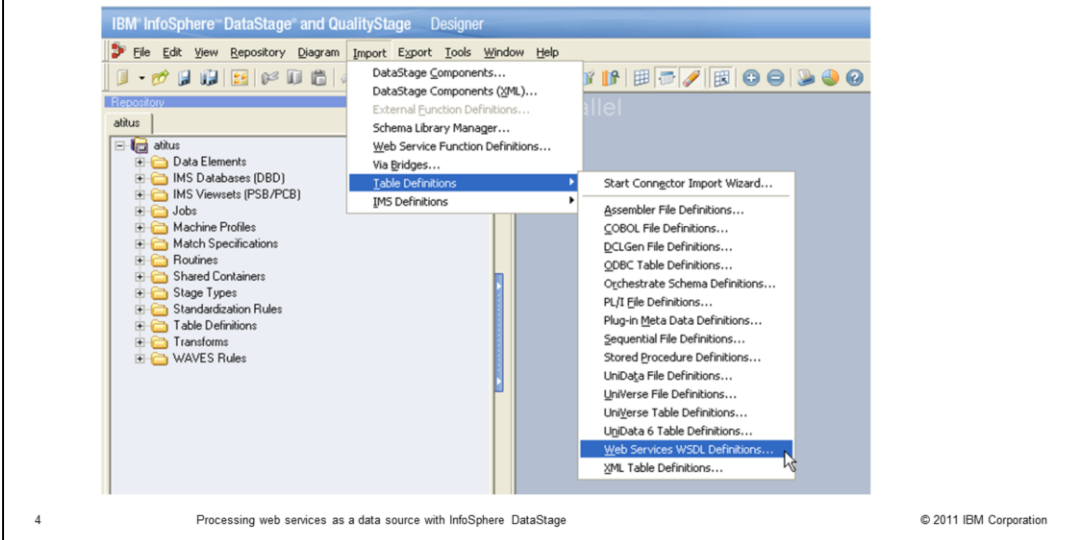 IBM® InfoSphere™ DataStage® and QualityStage Designer
File Edit View Repository Diagram Import Export Tools Window Help
Repository
atitus
atitus
Data Elements
IMS Databases (DBD)
IMS Viewsets (PSB/PCB)
Jobs
Machine Profiles
Match Specifications
Routines
Shared Containers
Stage Types
Standardization Rules
Table Definitions
Transforms
WAVES Rules
DataStage Components...
DataStage Components (XML)...
External Function Definitions...
Schema Library Manager...
Web Service Function Definitions...
Via Bridges...
Table Definitions
IMS Definitions
allel
Start Connector Import Wizard...
Assembler File Definitions...
COBOL File Definitions...
DCLGen File Definitions...
ODBC Table Definitions...
Orchestrate Schema Definitions...
PL/I File Definitions...
Plug-in Meta Data Definitions...
Sequential File Definitions...
Stored Procedure Definitions...
UniData File Definitions...
UniVerse File Definitions...
UniVerse Table Definitions...
UniData 6 Table Definitions...
Web Services WSDL Definitions...
XML Table Definitions...
4 Processing web services as a data source with InfoSphere DataStage © 2011 IBM Corporation